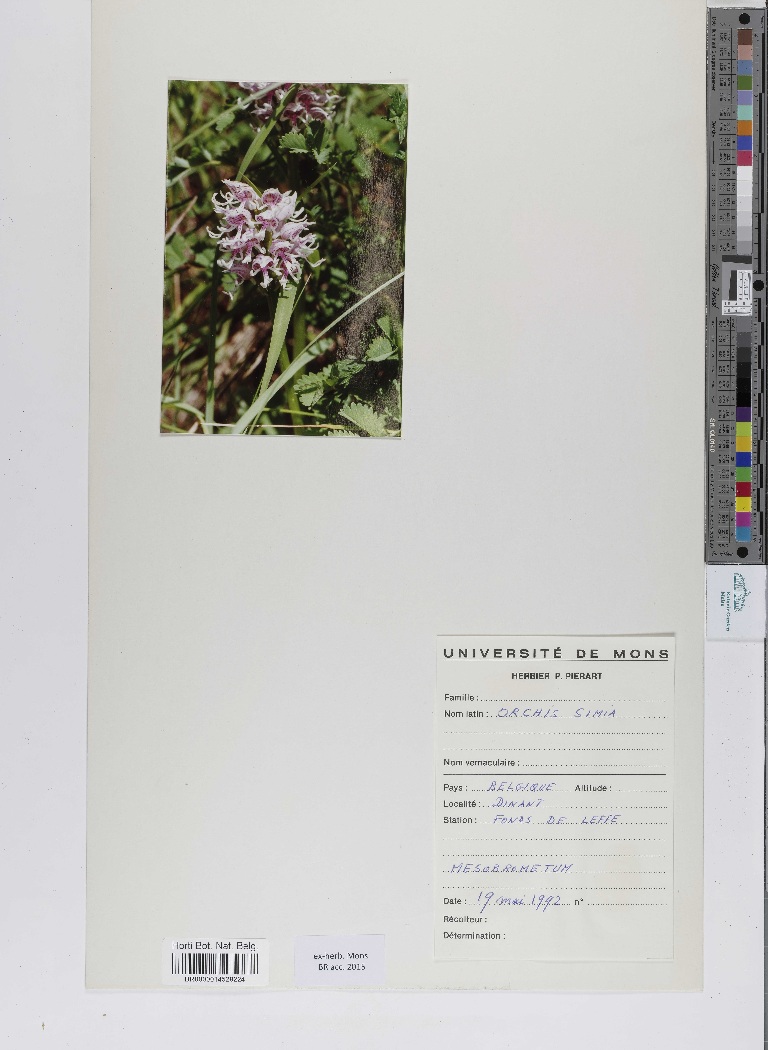 UNIVERSITÉ DE MONS
HERBIER P. PIERART
Famille :
Nom latin : ORCHIS SIMIA
Nom vernaculaire :
Pays : BELGIQUE Altitude :
Localité : DINANT
Station : FONDS DE LEFFE
MESOBROMETUM
Date : 19 mai 1992 n°
Récolteur :
Détermination :
Horti Bot. Nat. Belg.
ex-herb. Mons
BR acc. 2015